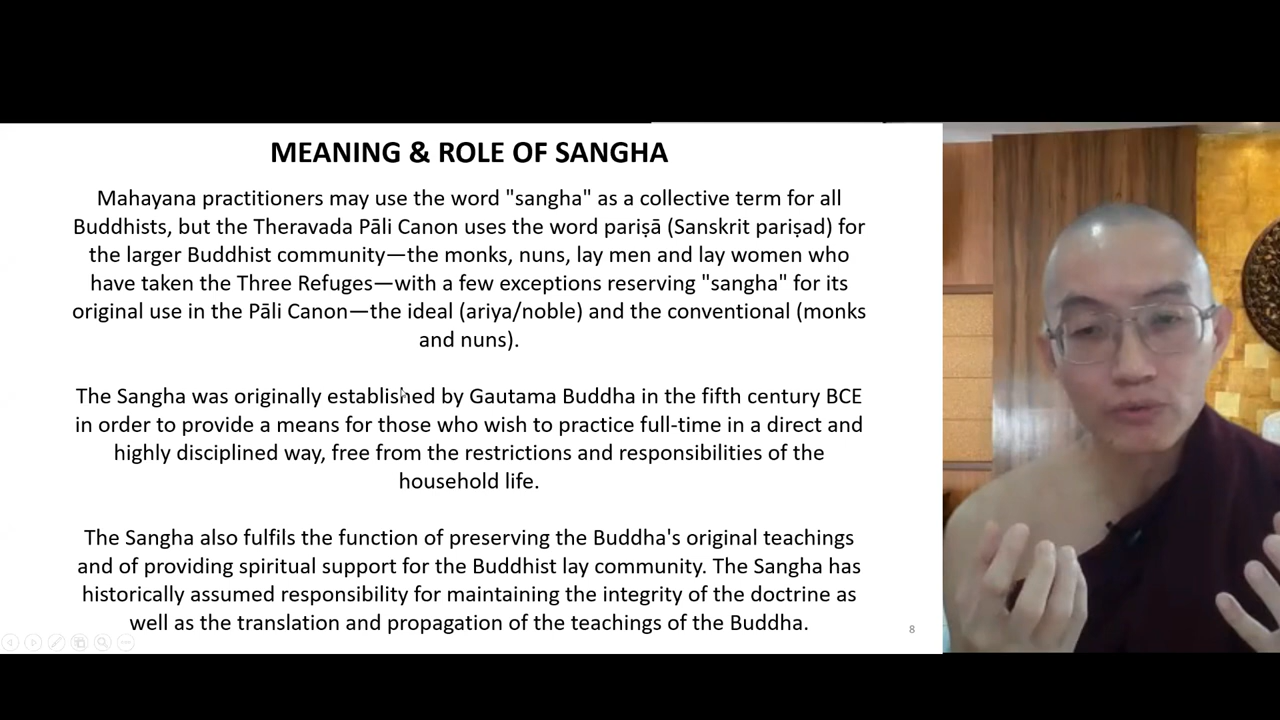 MEANING & ROLE OF SANGHA
Mahayana practitioners may use the word "sangha" as a collective term for all
Buddhists, but the Theravada Pāli Canon uses the word pariṣā (Sanskrit pariṣad) for
the larger Buddhist community—the monks, nuns, lay men and lay women who
have taken the Three Refuges—with a few exceptions reserving "sangha" for its
original use in the Pāli Canon—the ideal (ariya/noble) and the conventional (monks
and nuns).
The Sangha was originally established by Gautama Buddha in the fifth century BCE
in order to provide a means for those who wish to practice full-time in a direct and
highly disciplined way, free from the restrictions and responsibilities of the
household life.
The Sangha also fulfils the function of preserving the Buddha's original teachings
and of providing spiritual support for the Buddhist lay community. The Sangha has
historically assumed responsibility for maintaining the integrity of the doctrine as
well as the translation and propagation of the teachings of the Buddha.
8